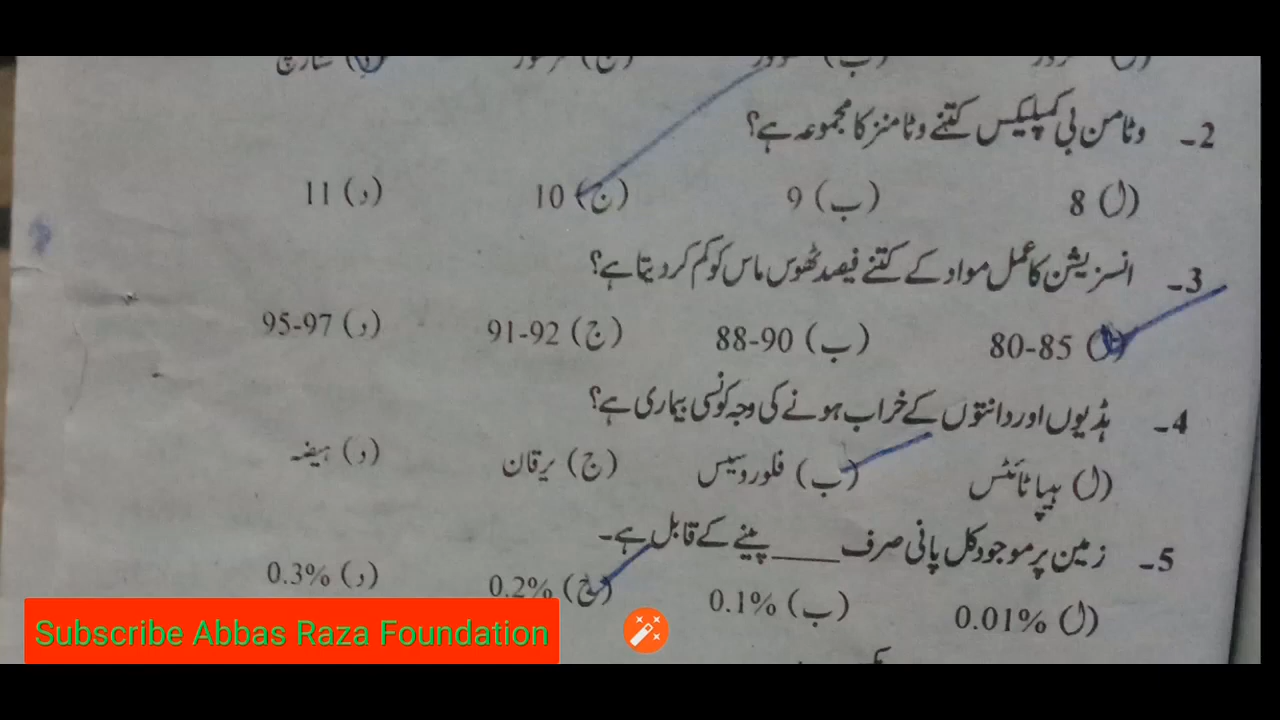 2۔ وٹامن بی کمپلیکس کتنے وٹامنز کا مجموعہ ہے؟
(ل) 8 (ب) 9 (ج) 10 (د) 11
3۔ انسزیشن کا عمل مواد کے کتنے فیصد ٹھوس ماس کو کم کر دیتا ہے؟
(ل) 80-85 (ب) 88-90 (ج) 91-92 (د) 95-97
4۔ ہڈیوں اور دانتوں کے خراب ہونے کی وجہ کونسی بیماری ہے؟
(ل) ہیپاٹائٹس (ب) فلوروسیس (ج) یرقان (د) ہیضہ
5۔ زمین پر موجود کل پانی صرف ____ پینے کے قابل ہے۔
(ل) 0.01% (ب) 0.1% (ج) 0.2% (د) 0.3%
Subscribe Abbas Raza Foundation